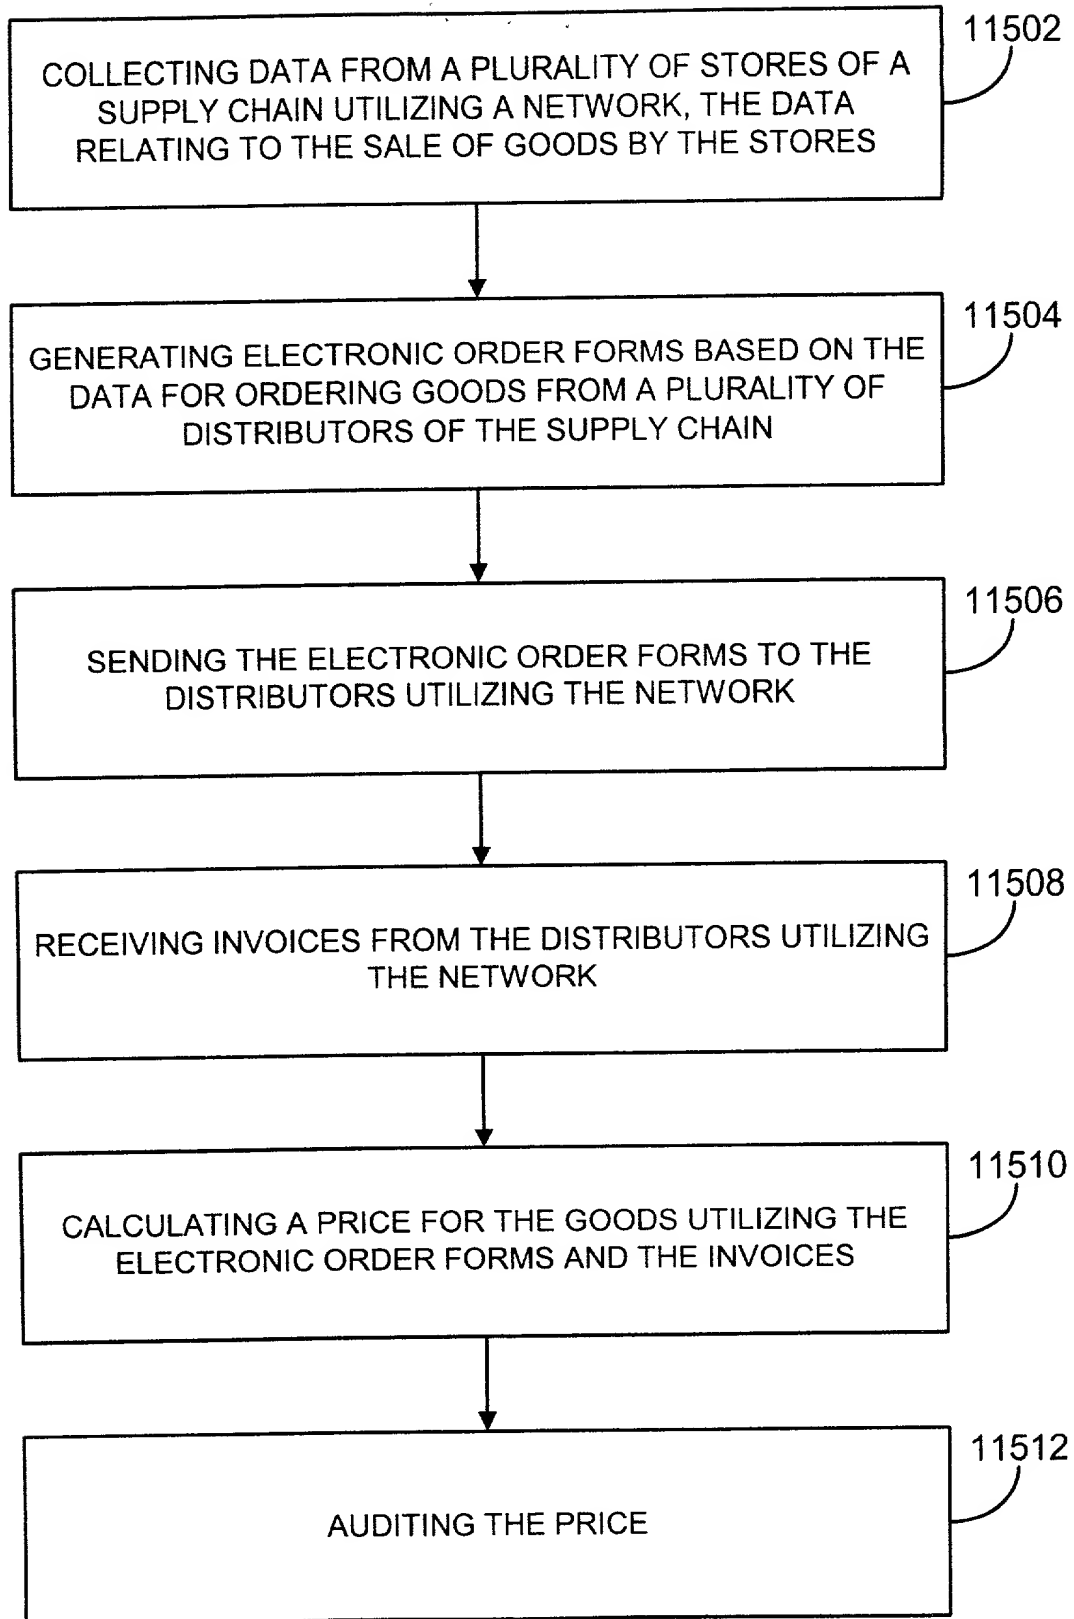 11502
COLLECTING DATA FROM A PLURALITY OF STORES OF A
SUPPLY CHAIN UTILIZING A NETWORK, THE DATA
RELATING TO THE SALE OF GOODS BY THE STORES
11504
GENERATING ELECTRONIC ORDER FORMS BASED ON THE
DATA FOR ORDERING GOODS FROM A PLURALITY OF
DISTRIBUTORS OF THE SUPPLY CHAIN
11506
SENDING THE ELECTRONIC ORDER FORMS TO THE
DISTRIBUTORS UTILIZING THE NETWORK
11508
RECEIVING INVOICES FROM THE DISTRIBUTORS UTILIZING
THE NETWORK
11510
CALCULATING A PRICE FOR THE GOODS UTILIZING THE
ELECTRONIC ORDER FORMS AND THE INVOICES
11512
AUDITING THE PRICE